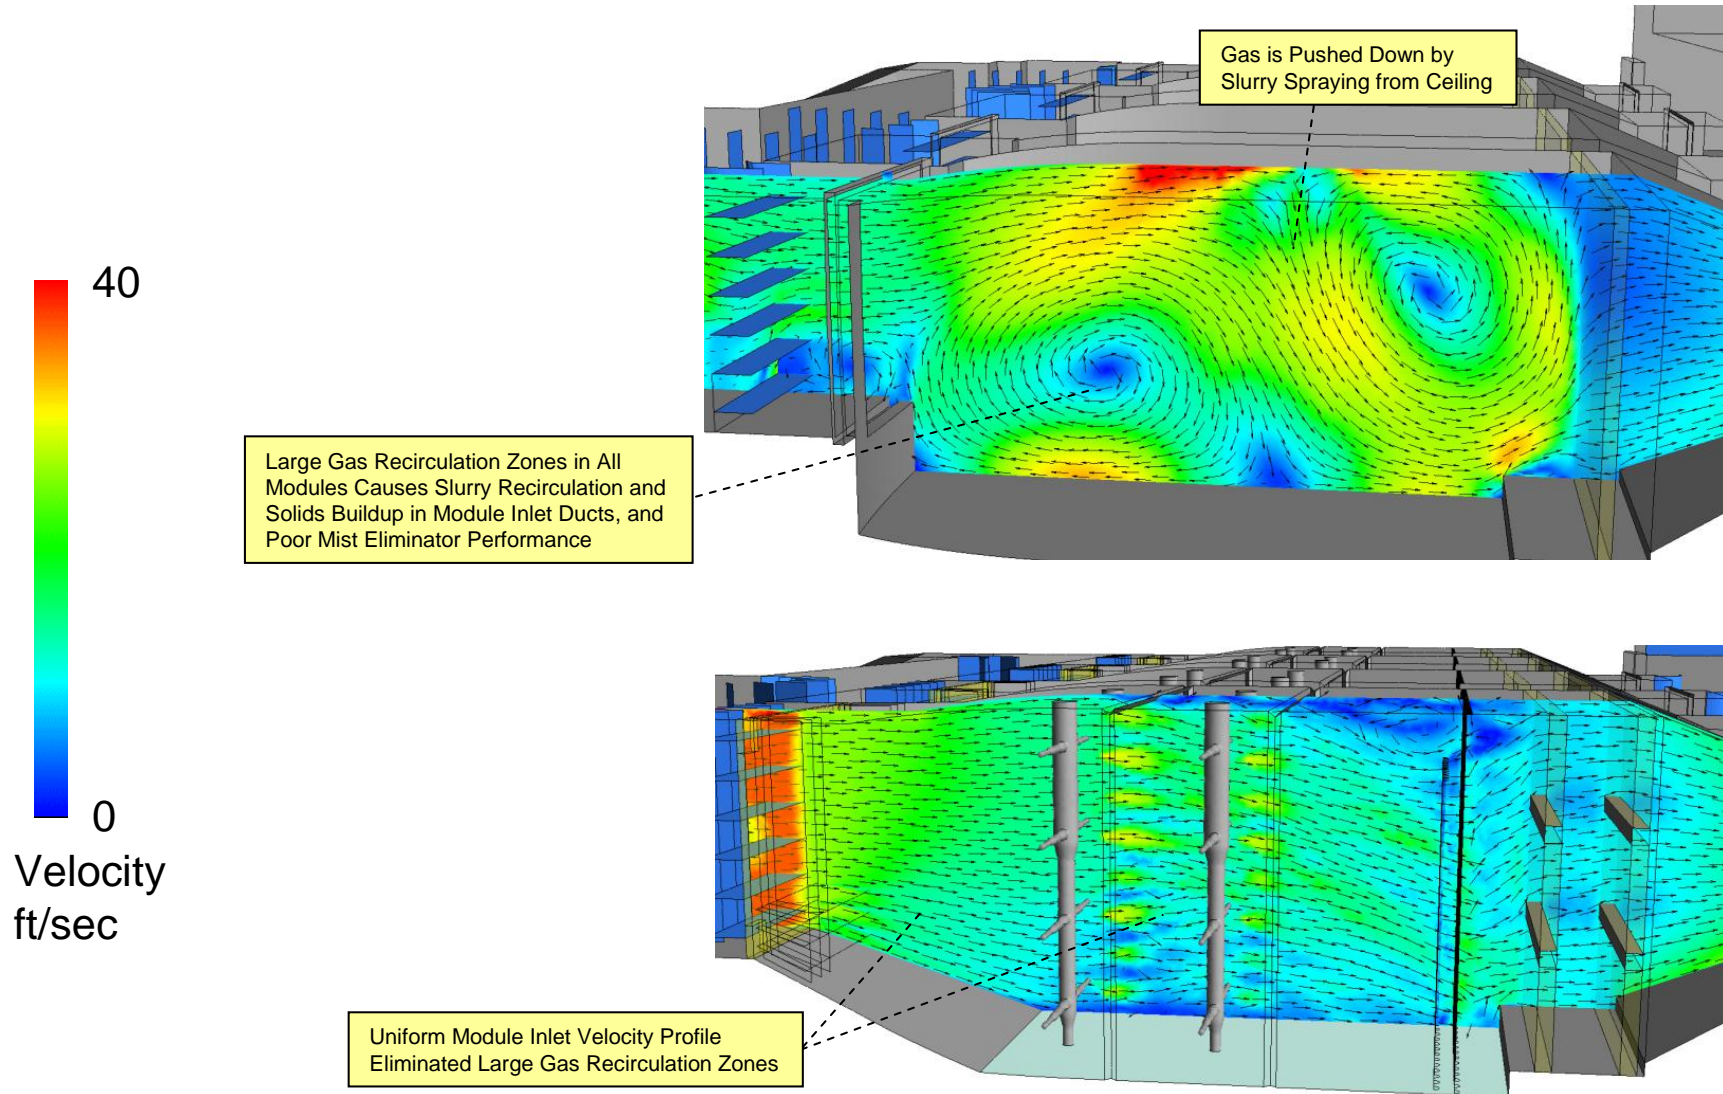 Gas is Pushed Down by
Slurry Spraying from Ceiling
40
0
Velocity
ft/sec
Large Gas Recirculation Zones in All
Modules Causes Slurry Recirculation and
Solids Buildup in Module Inlet Ducts, and
Poor Mist Eliminator Performance
Uniform Module Inlet Velocity Profile
Eliminated Large Gas Recirculation Zones